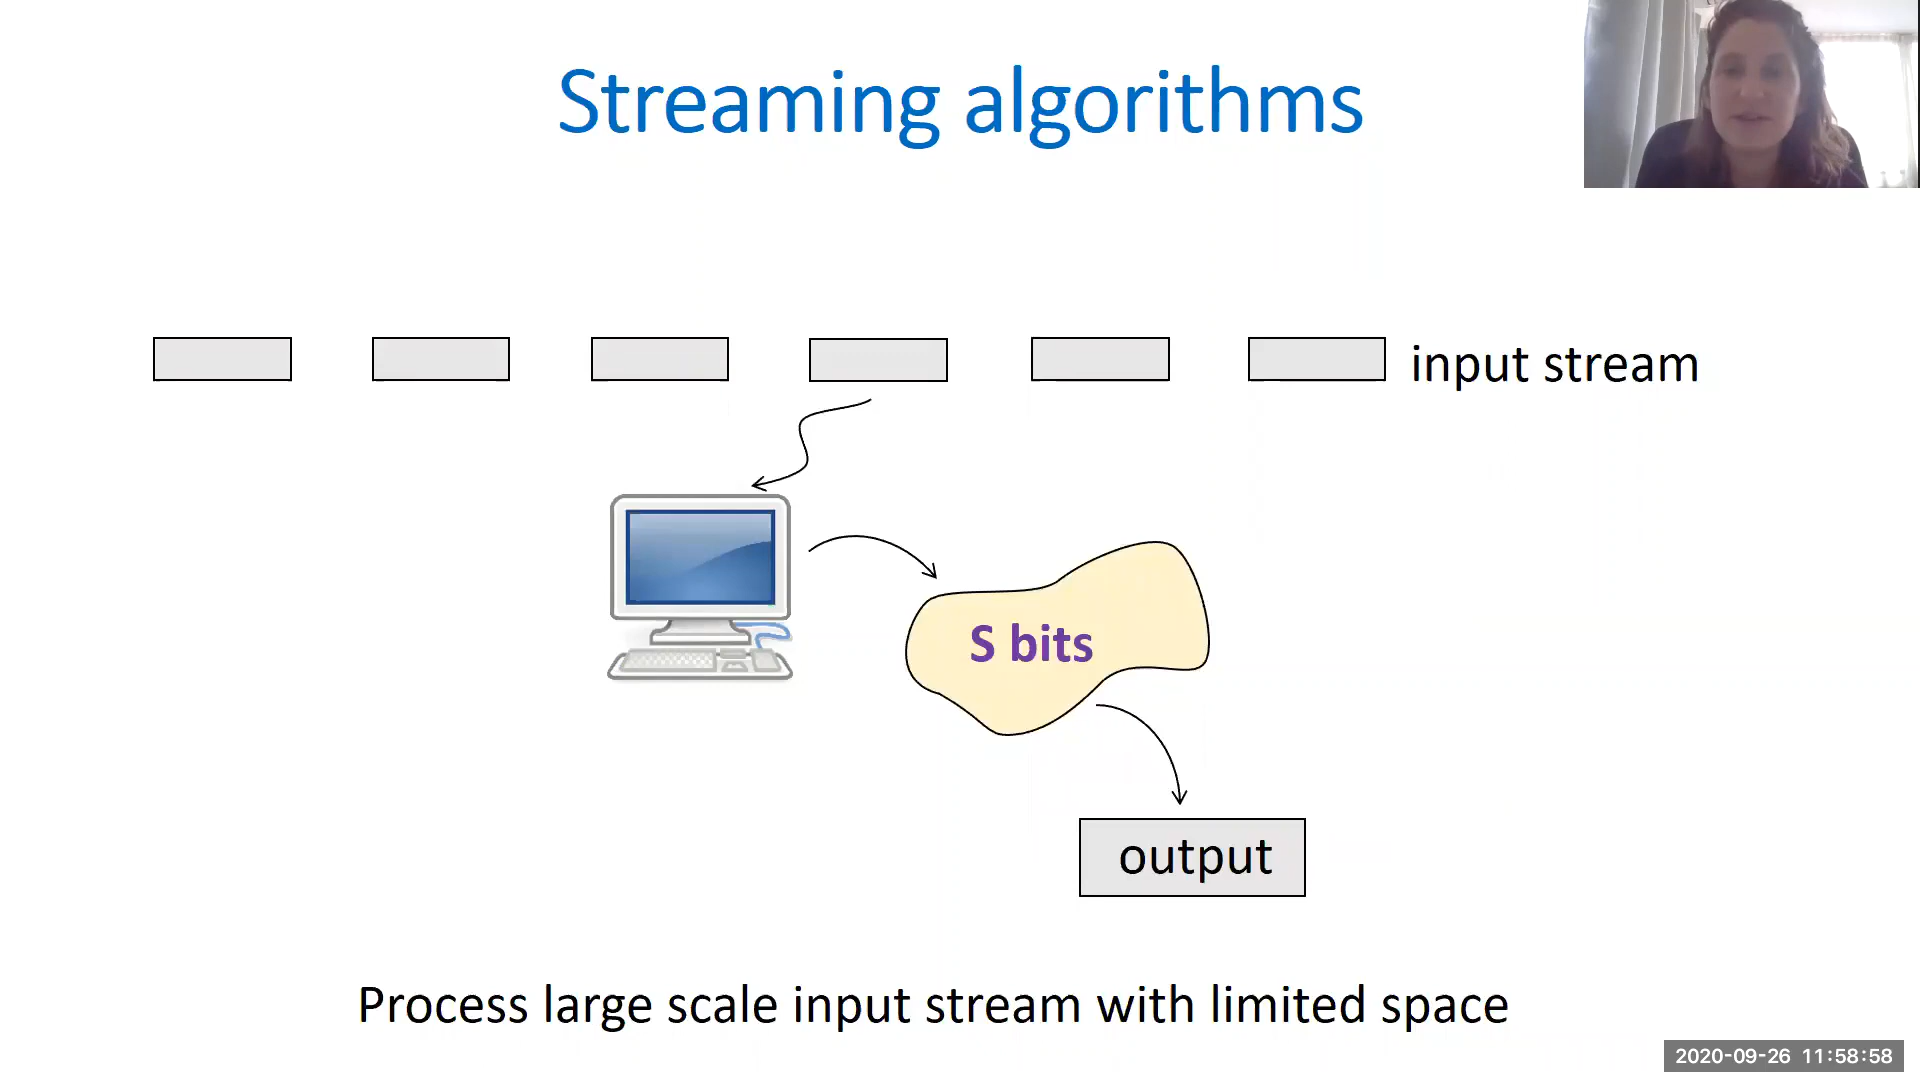 Streaming algorithms
input stream
S bits
output
Process large scale input stream with limited space
2020-09-26 11:58:58